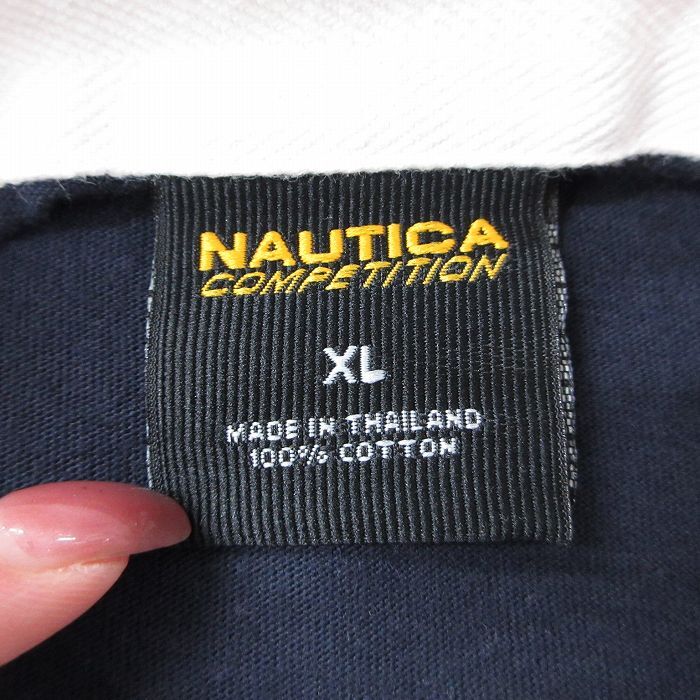 NAUTICA
COMPETITION
XL
MADE IN THAILAND
100% COTTON